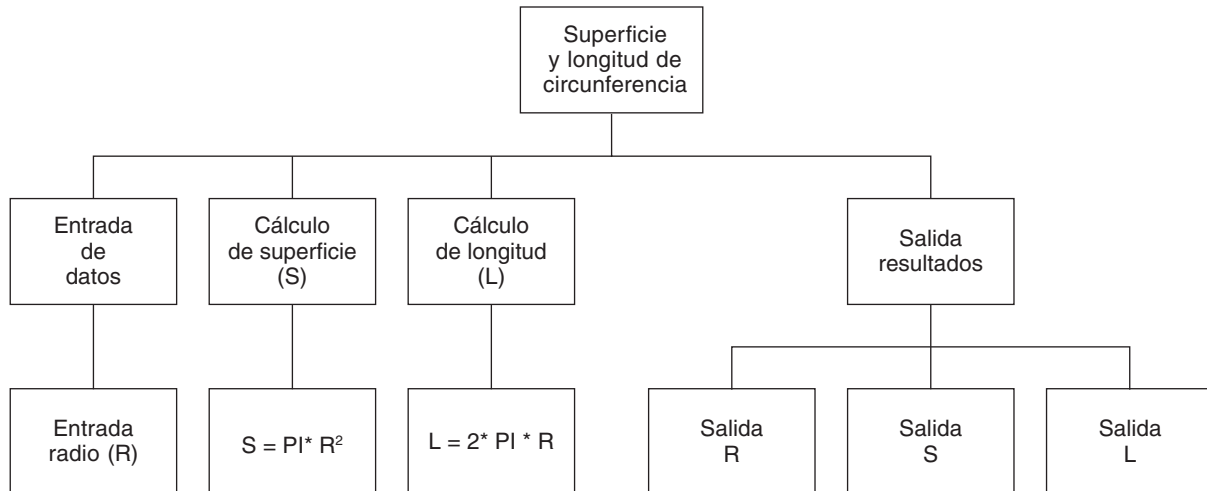 Superficie
y longitud de
circunferencia
Entrada
de
datos
Cálculo
de superficie
(S)
Cálculo
de longitud
(L)
Salida
resultados
Entrada
radio (R)
S = PI* R²
L = 2* PI * R
Salida
R
Salida
S
Salida
L